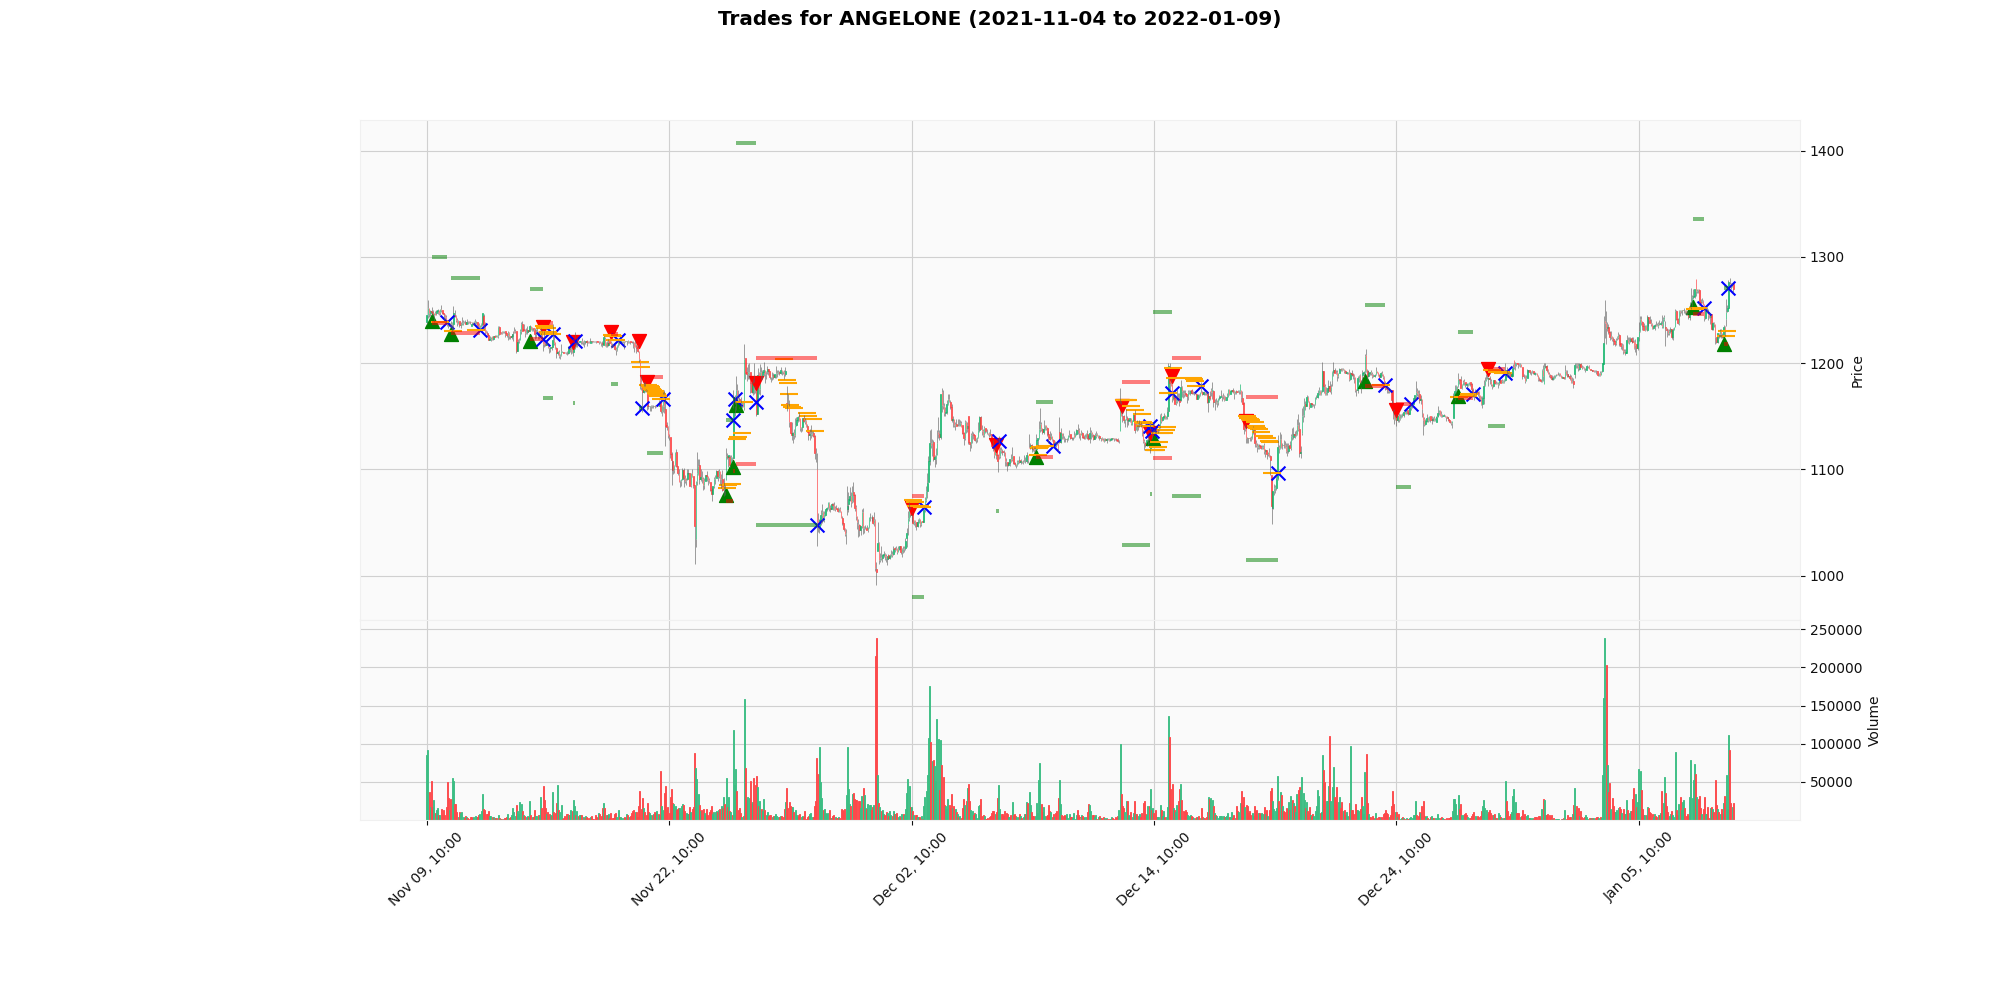 Trades for ANGELONE (2021-11-04 to 2022-01-09)
1400
1300
1200
1100
1000
Price
250000
200000
150000
100000
50000
Volume
Nov 09, 10:00
Nov 22, 10:00
Dec 02, 10:00
Dec 14, 10:00
Dec 24, 10:00
Jan 05, 10:00